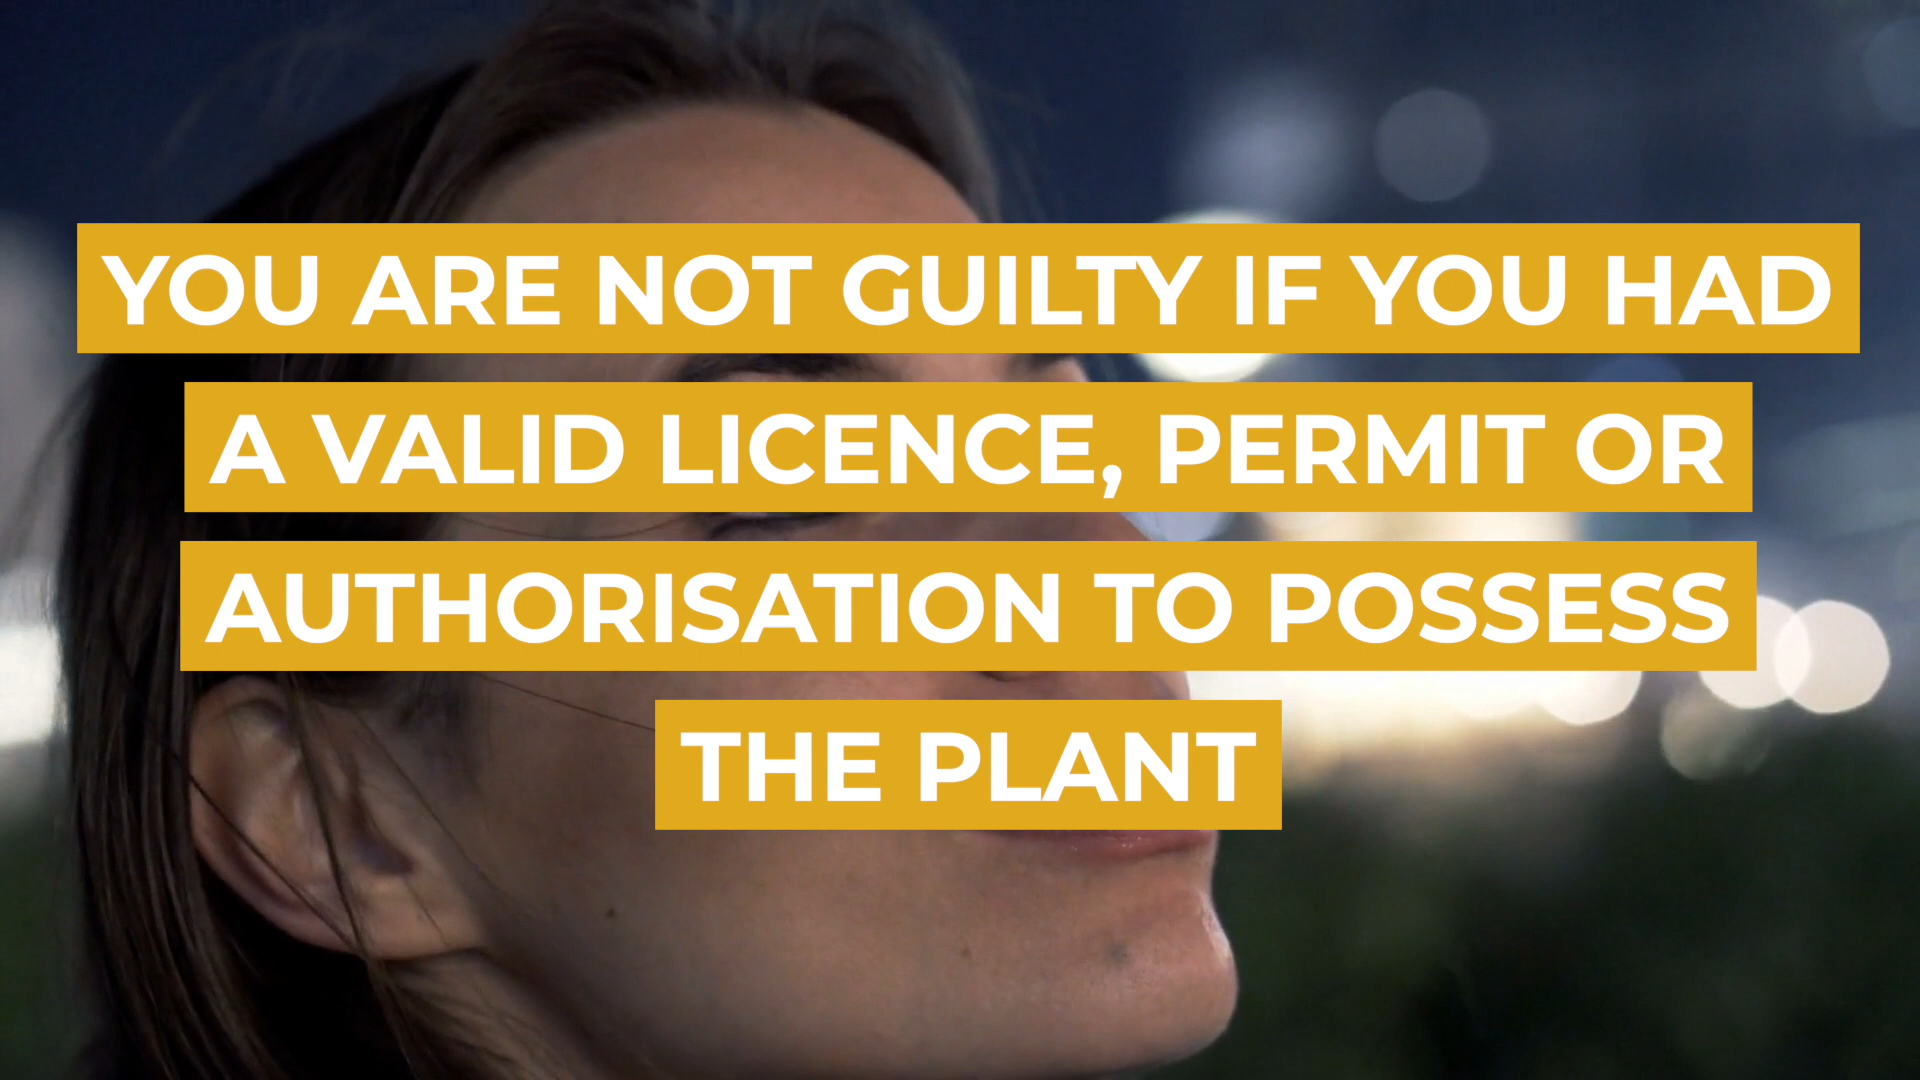 YOU ARE NOT GUILTY IF YOU HAD
A VALID LICENCE, PERMIT OR
AUTHORISATION TO POSSESS
THE PLANT